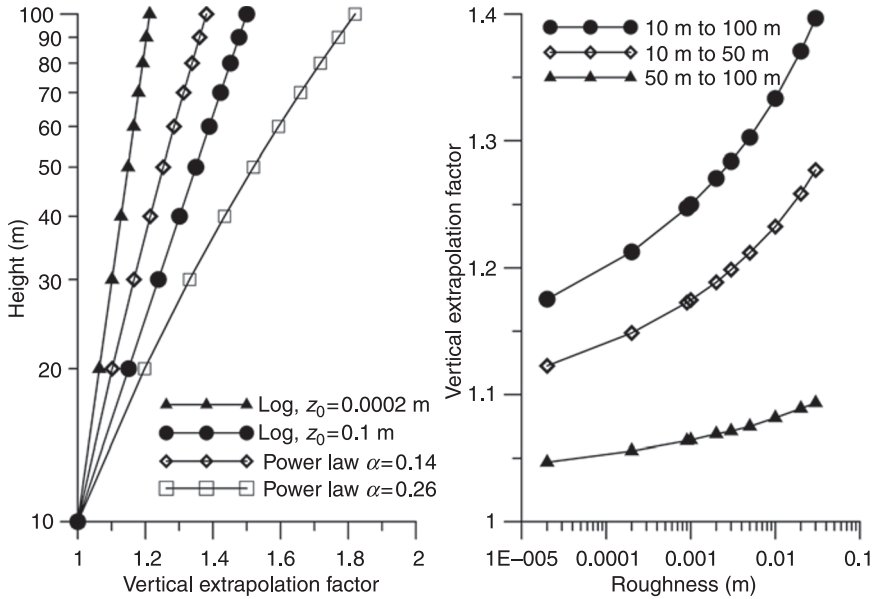 100
90
80
70
60
50
40
30
20
10
Height (m)
1
1.2
1.4
1.6
1.8
2
Vertical extrapolation factor
Log, z₀=0.0002 m
Log, z₀=0.1 m
Power law α=0.14
Power law α=0.26
1.4
1.3
1.2
1.1
1
Vertical extrapolation factor
10 m to 100 m
10 m to 50 m
50 m to 100 m
1E−005
0.0001
0.001
0.01
0.1
Roughness (m)